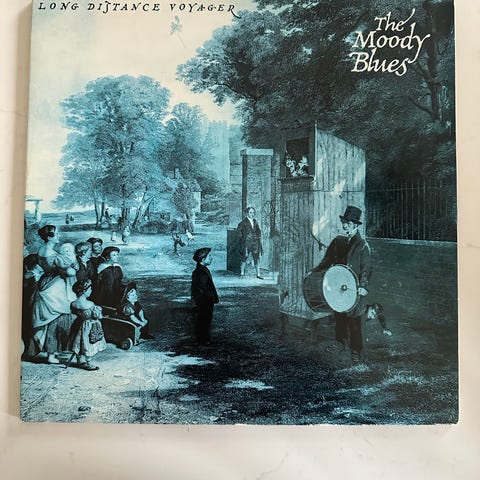 LONG DISTANCE VOYAGER
The
Moody
Blues